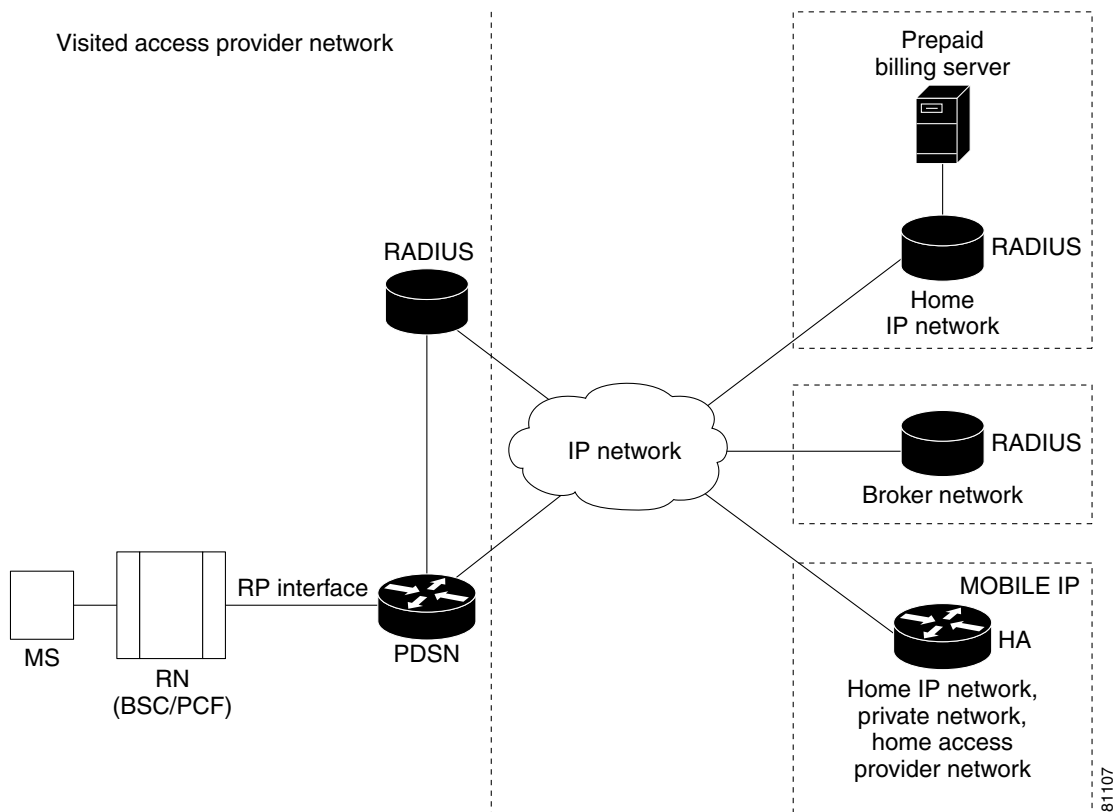 Visited access provider network
Prepaid
billing server
RADIUS
RADIUS
Home
IP network
IP network
RADIUS
Broker network
RP interface
MS
RN
(BSC/PCF)
PDSN
MOBILE IP
HA
Home IP network,
private network,
home access
provider network
81107